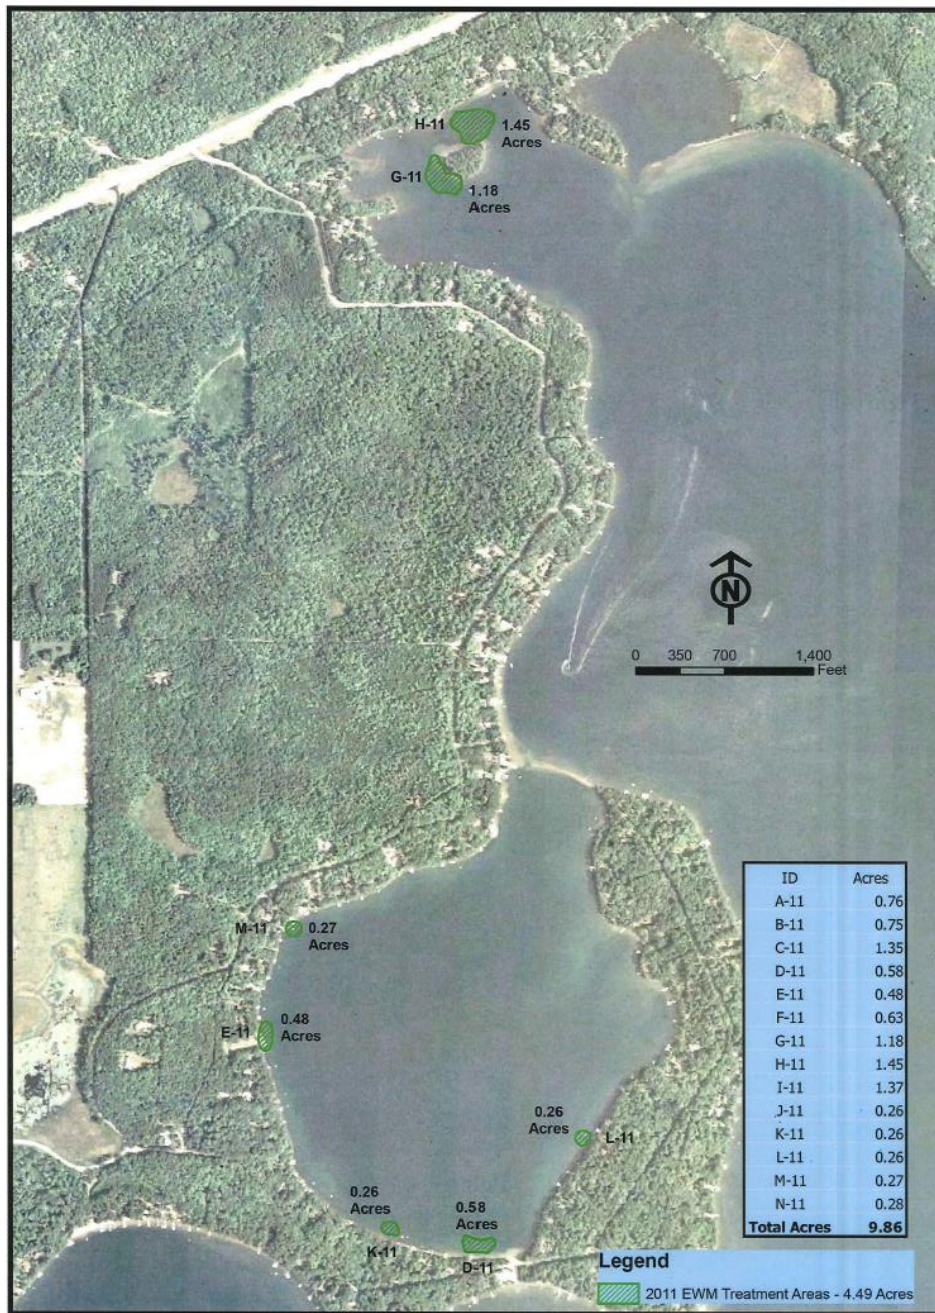 H-11
1.45
Acres
G-11
1.18
Acres
N
0 350 700 1,400
Feet
M-11
0.27
Acres
E-11
0.48
Acres
0.26
Acres
L-11
0.26
Acres
K-11
0.58
Acres
D-11
ID Acres
A-11 0.76
B-11 0.75
C-11 1.35
D-11 0.58
E-11 0.48
F-11 0.63
G-11 1.18
H-11 1.45
I-11 1.37
J-11 0.26
K-11 0.26
L-11 0.26
M-11 0.27
N-11 0.28
Total Acres 9.86
Legend
2011 EWM Treatment Areas - 4.49 Acres